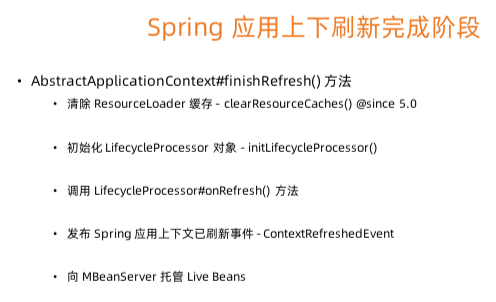 Spring 应用上下刷新完成阶段
• AbstractApplicationContext#finishRefresh() 方法
• 清除 ResourceLoader 缓存 - clearResourceCaches() @since 5.0
• 初始化 LifecycleProcessor 对象 - initLifecycleProcessor()
• 调用 LifecycleProcessor#onRefresh() 方法
• 发布 Spring 应用上下文已刷新事件 - ContextRefreshedEvent
• 向 MBeanServer 托管 Live Beans